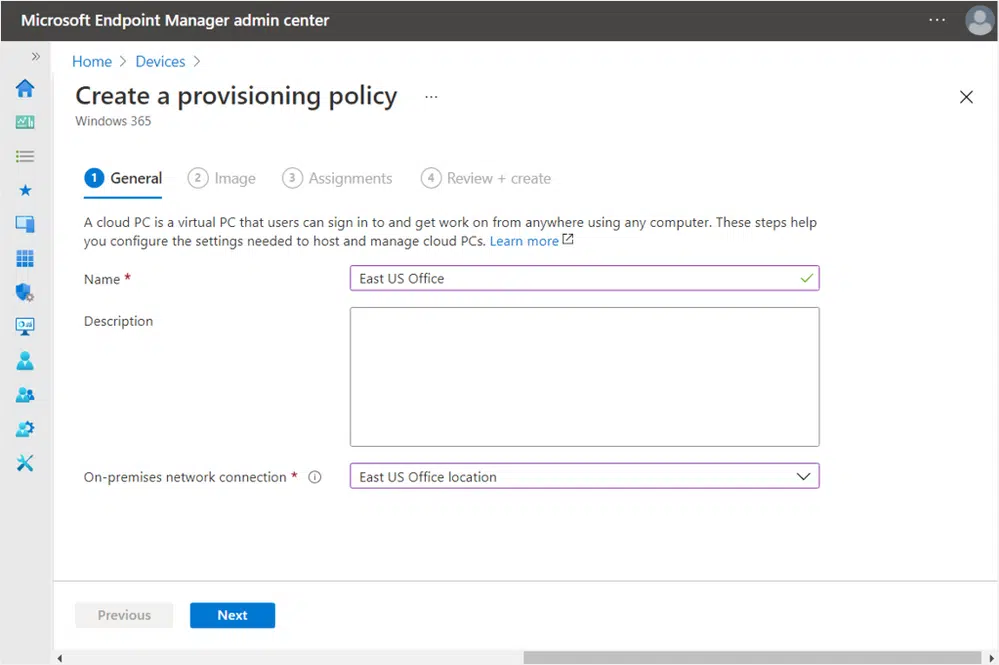 Microsoft Endpoint Manager admin center
Home > Devices >
Create a provisioning policy ...
Windows 365
1 General 2 Image 3 Assignments 4 Review + create
A cloud PC is a virtual PC that users can sign in to and get work on from anywhere using any computer. These steps help
you configure the settings needed to host and manage cloud PCs. Learn more
Name * East US Office
Description
On-premises network connection * East US Office location
Previous Next